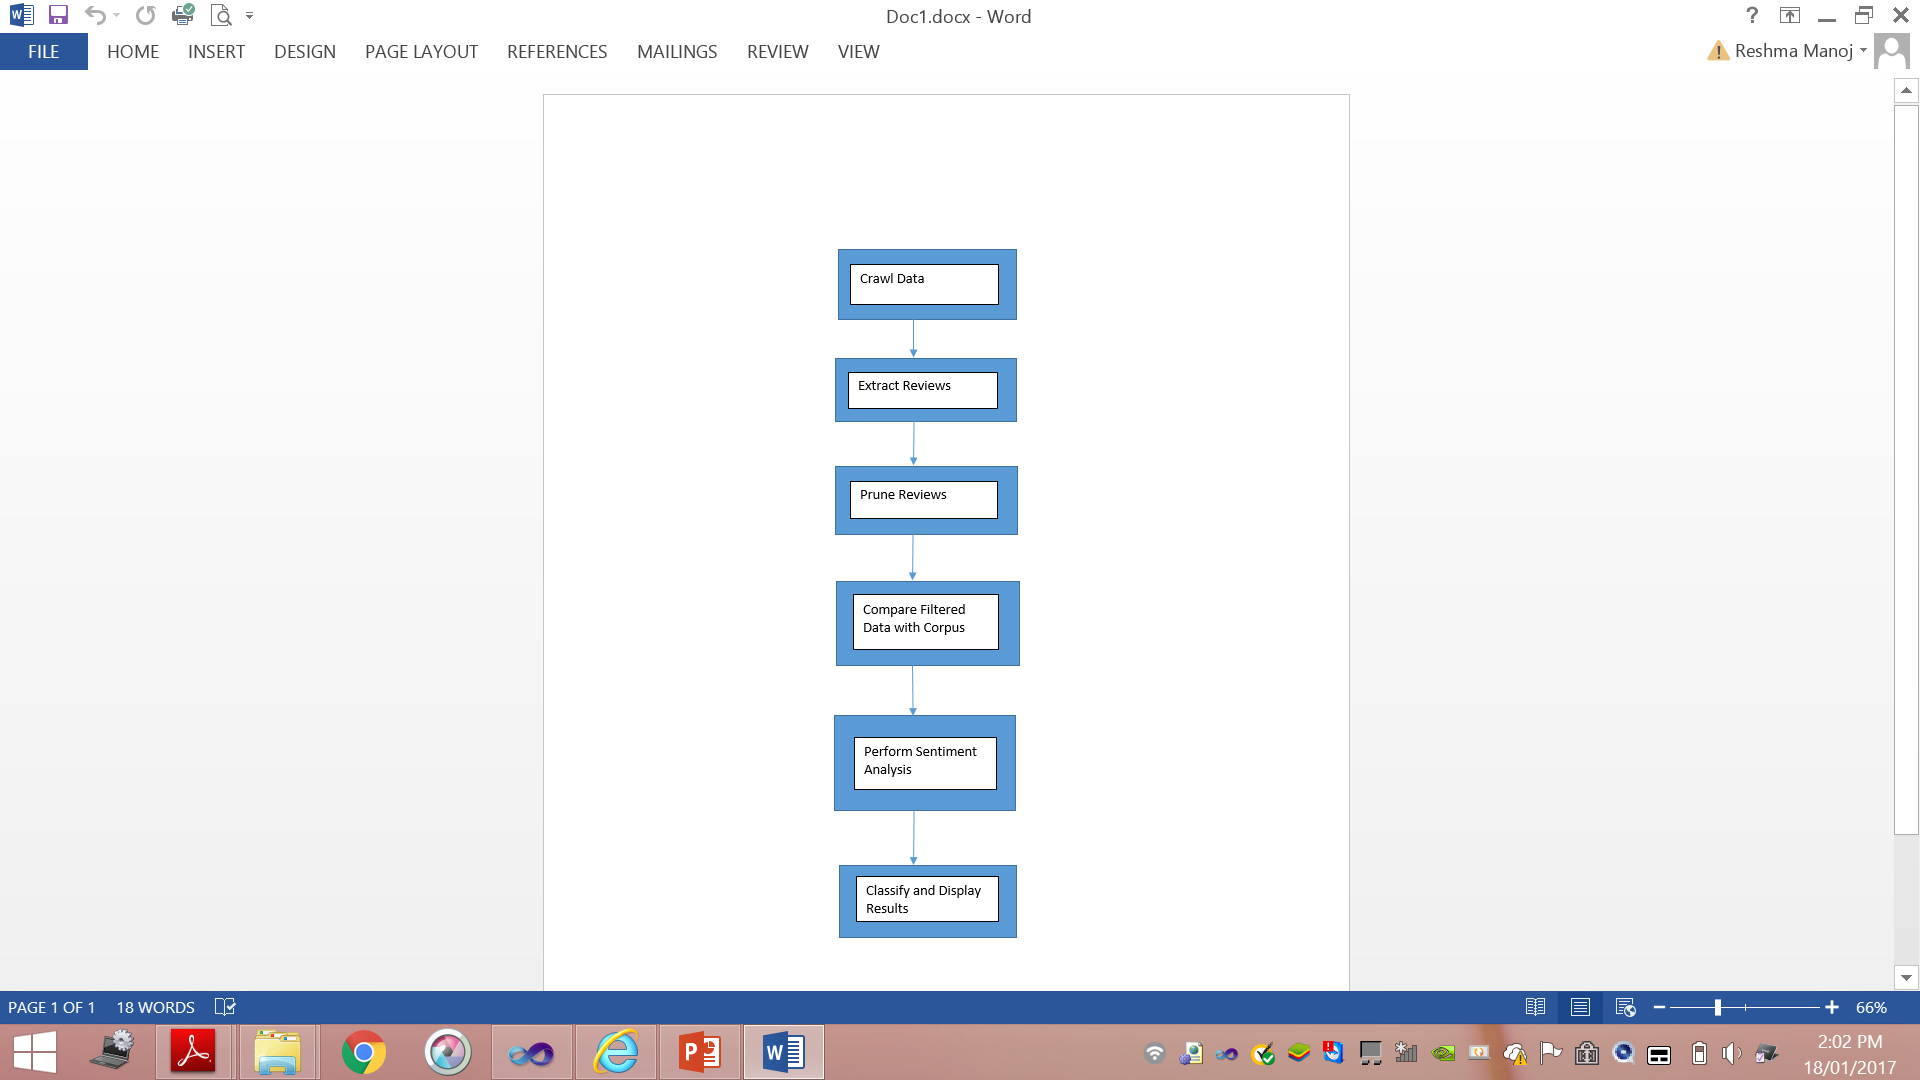 Doc1.docx - Word
?
FILE HOME INSERT DESIGN PAGE LAYOUT REFERENCES MAILINGS REVIEW VIEW
Reshma Manoj
Crawl Data
Extract Reviews
Prune Reviews
Compare Filtered
Data with Corpus
Perform Sentiment
Analysis
Classify and Display
Results
PAGE 1 OF 1 18 WORDS
66%
2:02 PM
18/01/2017